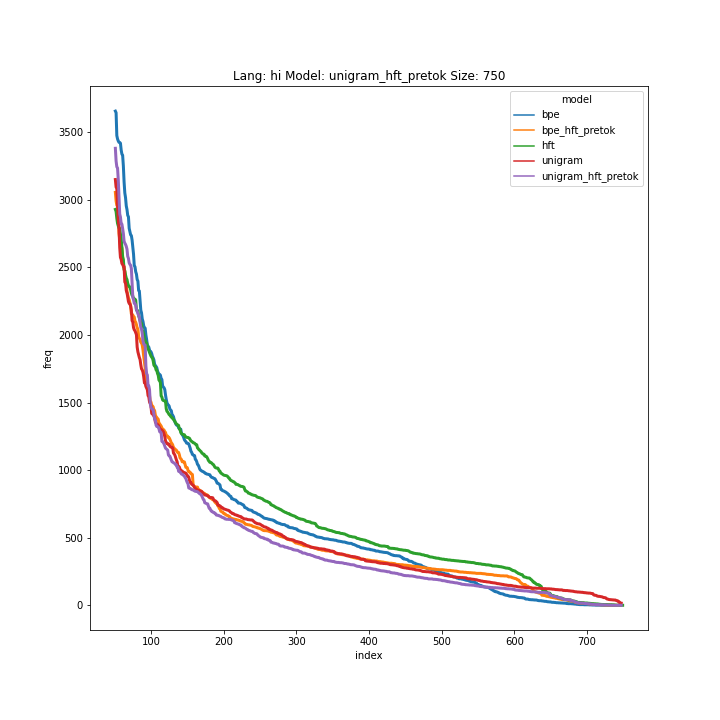 Lang: hi Model: unigram_hft_pretok Size: 750
model
bpe
bpe_hft_pretok
hft
unigram
unigram_hft_pretok
freq
3500
3000
2500
2000
1500
1000
500
0
100 200 300 400 500 600 700
index